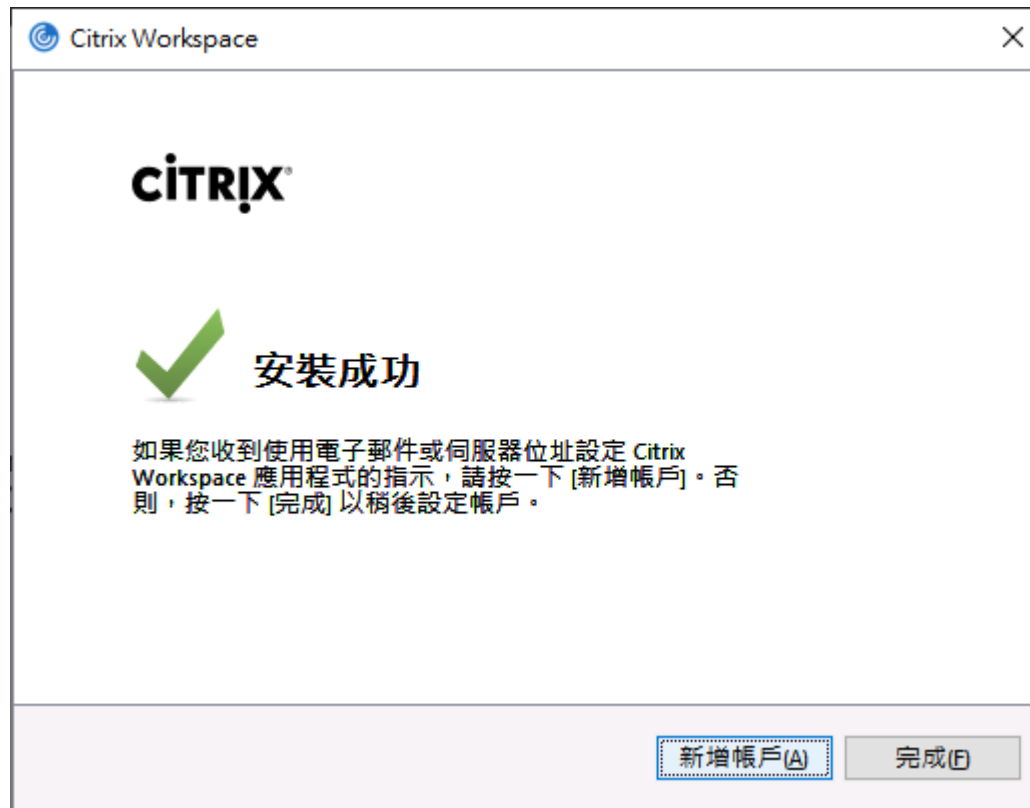 Citrix Workspace
CITRIX®
安裝成功
如果您收到使用電子郵件或伺服器位址設定 Citrix
Workspace 應用程式的指示，請按一下 [新增帳戶]。否
則，按一下 [完成] 以稍後設定帳戶。
新增帳戶(A) 完成(F)